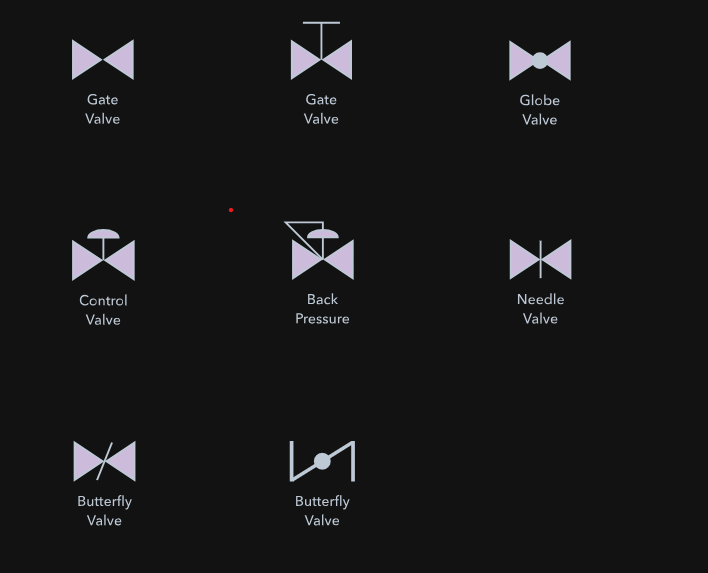 Gate
Valve
Gate
Valve
Globe
Valve
Control
Valve
Back
Pressure
Needle
Valve
Butterfly
Valve
Butterfly
Valve